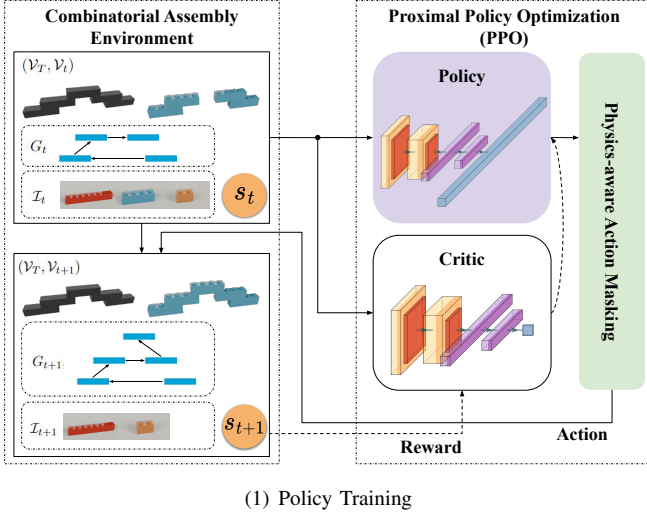 Combinatorial Assembly
Environment
(𝒱_T, 𝒱_t)
G_t
ℐ_t
s_t
(𝒱_T, 𝒱_{t+1})
G_{t+1}
ℐ_{t+1}
s_{t+1}
Proximal Policy Optimization
(PPO)
Policy
Critic
Physics-aware Action Masking
Reward
Action
(1) Policy Training